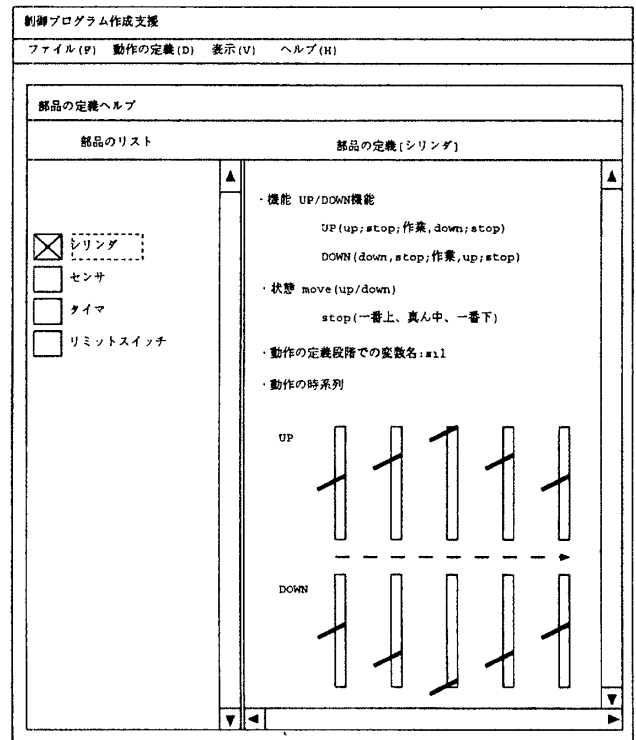 制御プログラム作成支援
ファイル(F) 動作の定義(D) 表示(V) ヘルプ(H)
部品の定義ヘルプ
部品のリスト
シリンダ
センサ
タイマ
リミットスイッチ
部品の定義[シリンダ]
・機能 UP/DOWN機能
UP(up;stop;作業,down;stop)
DOWN(down,stop;作業,up;stop)
・状態 move(up/down)
stop(一番上、真ん中、一番下)
・動作の定義段階での変数名:sil
・動作の時系列
UP
DOWN